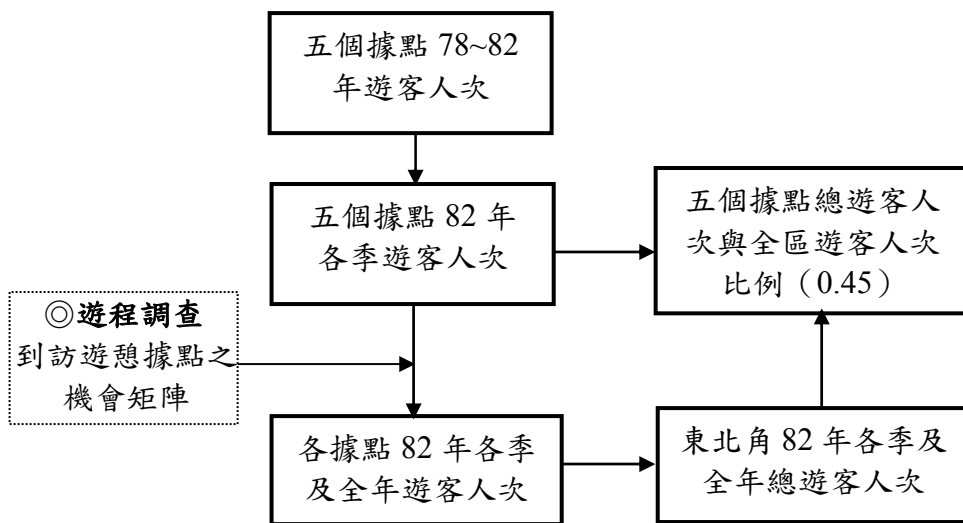 五個據點 78~82
年遊客人次
五個據點 82 年
各季遊客人次
五個據點總遊客人
次與全區遊客人次
比例（0.45）
◎遊程調查
到訪遊憩據點之
機會矩陣
各據點 82 年各季
及全年遊客人次
東北角 82 年各季及
全年總遊客人次